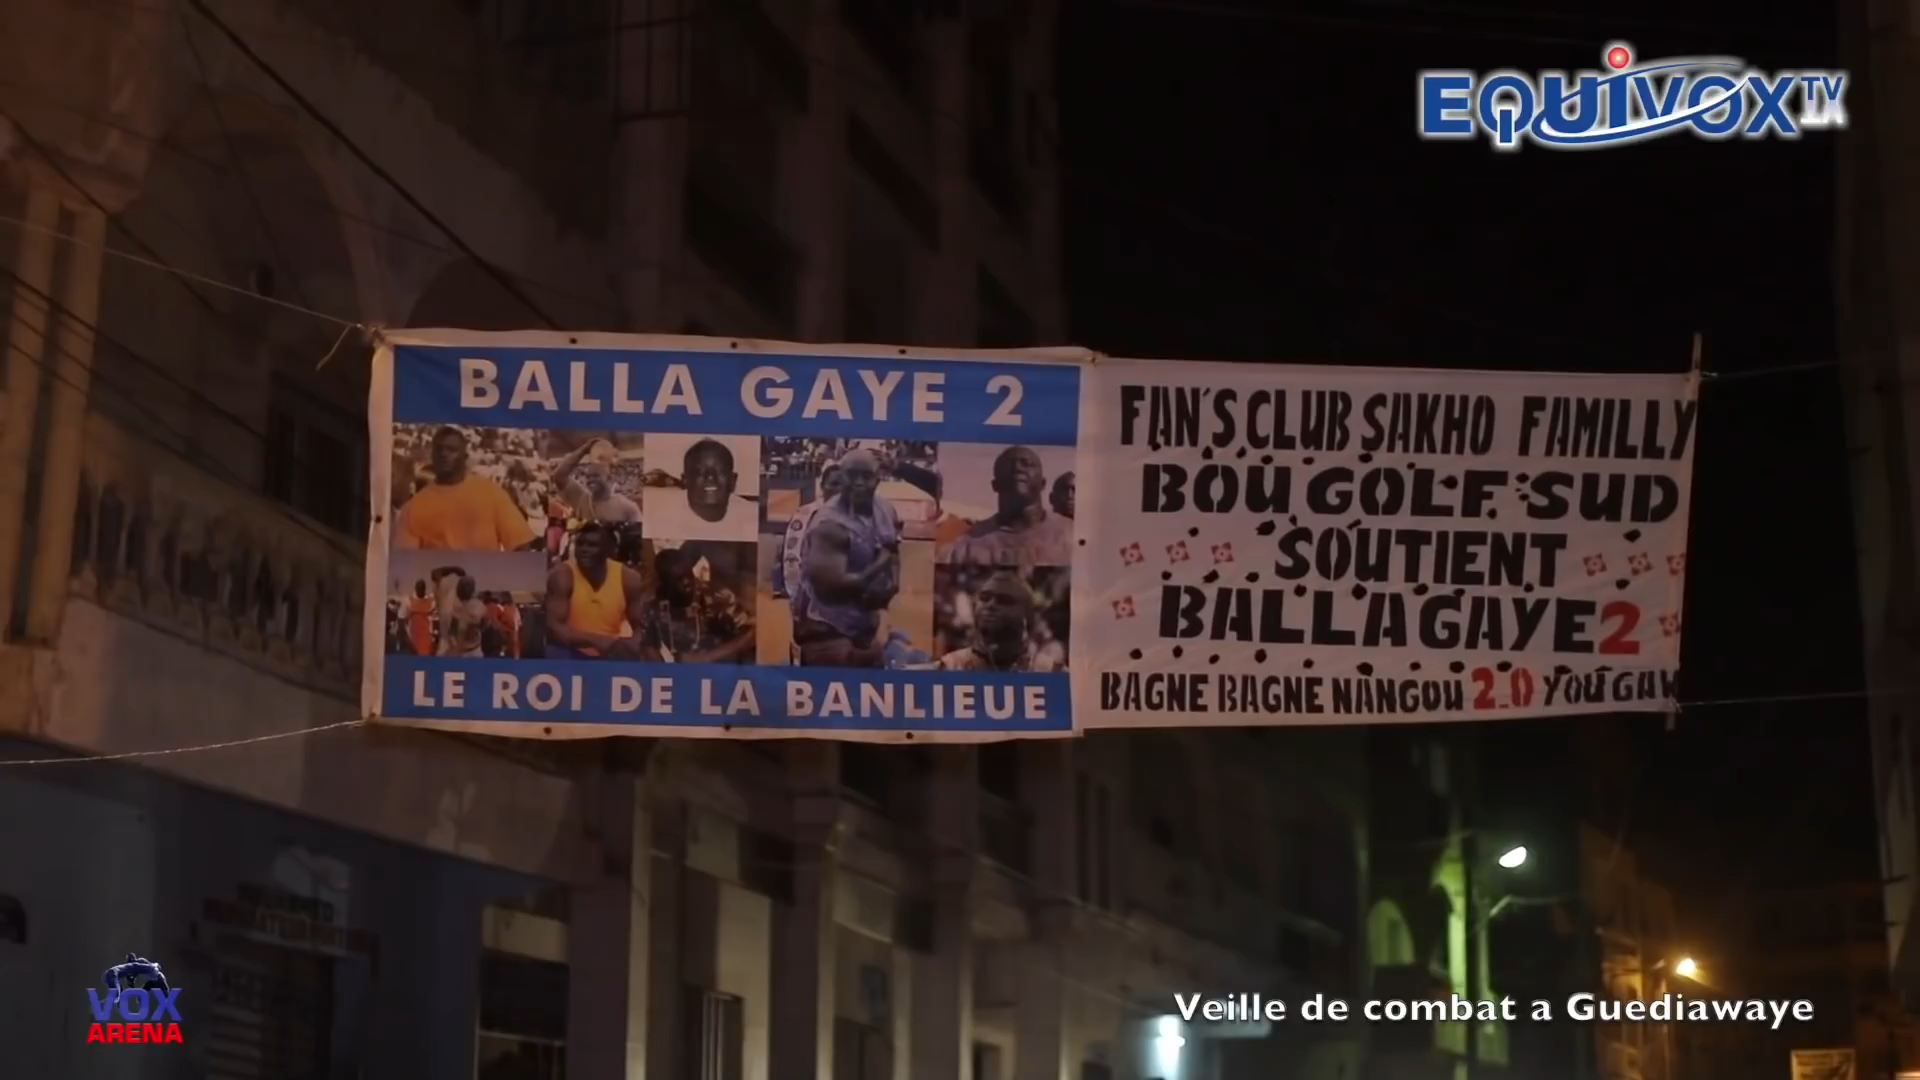 EQUIVOX TV
BALLA GAYE 2
LE ROI DE LA BANLIEUE
FAN'S CLUB SAKHO FAMILLY
BOU GOLF SUD
SOUTIENT
BALLA GAYE 2
BAGNE BAGNE NANGOU 2.0 YOU GAW
VOX
ARENA
Veille de combat a Guediawaye